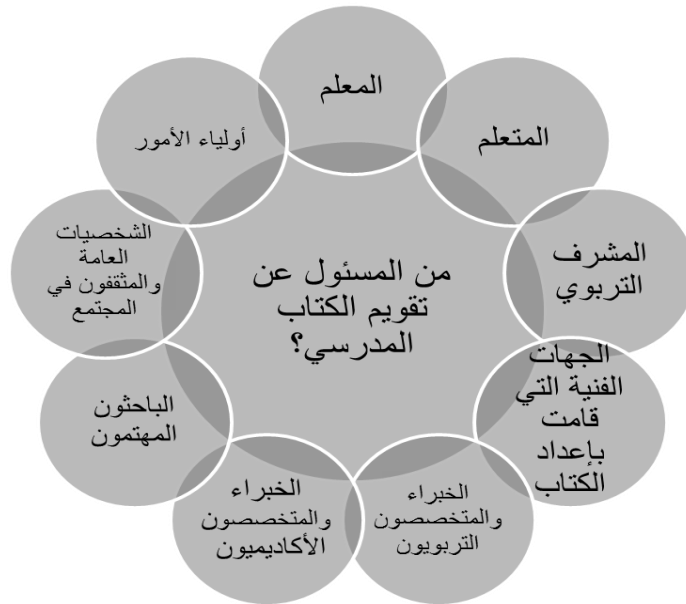 من المسئول عن
تقويم الكتاب
المدرسي؟
المعلم
المتعلم
المشرف
التربوي
الجهات
الفنية التي
قامت
بإعداد
الكتاب
الخبراء
والمتخصصون
التربويون
الخبراء
والمتخصصون
الأكاديميون
الباحثون
المهتمون
الشخصيات
العامة
والمثقفون في
المجتمع
أولياء الأمور